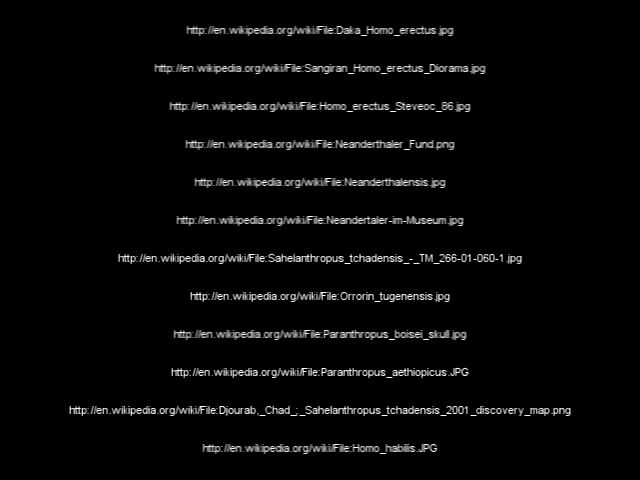 http://en.wikipedia.org/wiki/File:Daka_Homo_erectus.jpg
http://en.wikipedia.org/wiki/File:Sangiran_Homo_erectus_Diorama.jpg
http://en.wikipedia.org/wiki/File:Homo_erectus_Steveoc_86.jpg
http://en.wikipedia.org/wiki/File:Neanderthaler_Fund.png
http://en.wikipedia.org/wiki/File:Neanderthalensis.jpg
http://en.wikipedia.org/wiki/File:Neandertaler-im-Museum.jpg
http://en.wikipedia.org/wiki/File:Sahelanthropus_tchadensis_-_TM_266-01-060-1.jpg
http://en.wikipedia.org/wiki/File:Orrorin_tugenensis.jpg
http://en.wikipedia.org/wiki/File:Paranthropus_boisei_skull.jpg
http://en.wikipedia.org/wiki/File:Paranthropus_aethiopicus.JPG
http://en.wikipedia.org/wiki/File:Djourab,_Chad_;_Sahelanthropus_tchadensis_2001_discovery_map.png
http://en.wikipedia.org/wiki/File:Homo_habilis.JPG